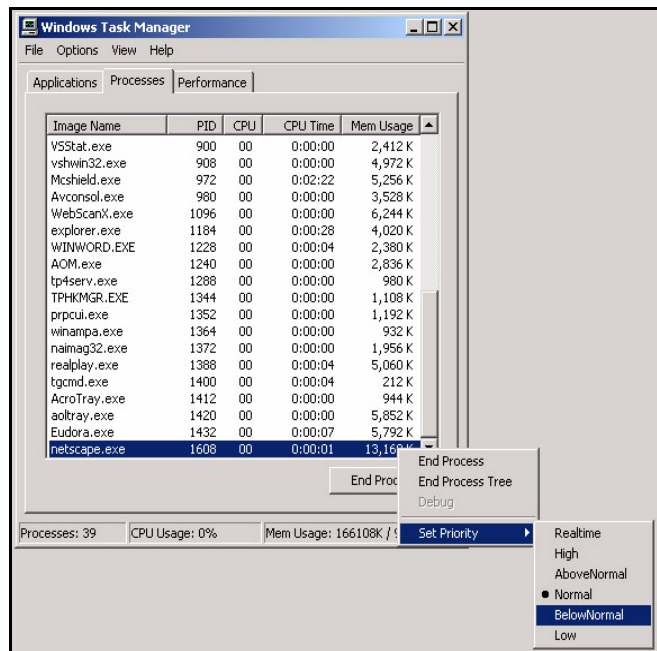 Windows Task Manager
File Options View Help
Applications Processes Performance
Image Name PID CPU CPU Time Mem Usage
VSStat.exe 900 00 0:00:00 2,412 K
vshwin32.exe 908 00 0:00:00 4,972 K
Mcshield.exe 972 00 0:02:22 5,256 K
Avconsol.exe 980 00 0:00:00 3,528 K
WebScanX.exe 1096 00 0:00:00 6,244 K
explorer.exe 1184 00 0:00:28 4,020 K
WINWORD.EXE 1228 00 0:00:04 2,380 K
AOM.exe 1240 00 0:00:00 2,836 K
tp4serv.exe 1288 00 0:00:00 980 K
TPHKMGR.EXE 1344 00 0:00:00 1,108 K
prpcui.exe 1352 00 0:00:00 1,192 K
winampa.exe 1364 00 0:00:00 932 K
naimag32.exe 1372 00 0:00:00 1,956 K
realplay.exe 1388 00 0:00:04 5,060 K
tgcmd.exe 1400 00 0:00:04 212 K
AcroTray.exe 1412 00 0:00:00 944 K
aoltray.exe 1420 00 0:00:00 5,852 K
Eudora.exe 1432 00 0:00:07 5,792 K
netscape.exe 1608 00 0:00:01
End Process
End Process Tree
Debug
Set Priority
Realtime
High
AboveNormal
Normal
BelowNormal
Low
End
Processes: 39 CPU Usage: 0% Mem Usage: 166108K /